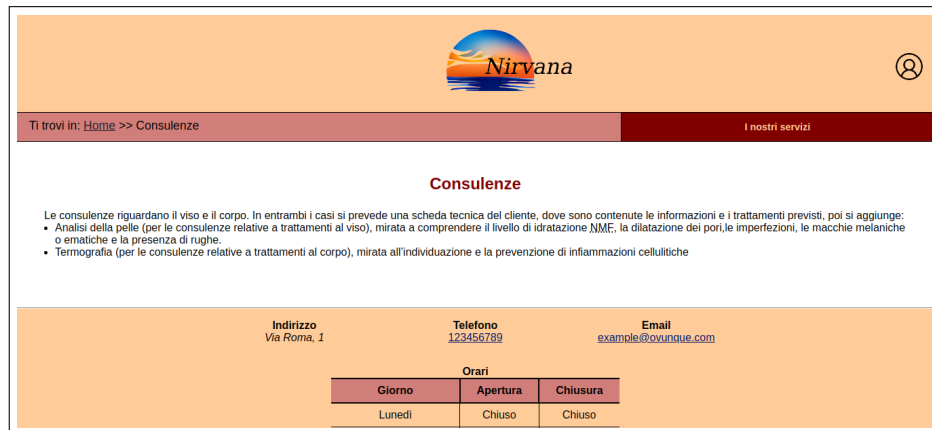 Nirvana
Ti trovi in: Home >> Consulenze
I nostri servizi
Consulenze
Le consulenze riguardano il viso e il corpo. In entrambi i casi si prevede una scheda tecnica del cliente, dove sono contenute le informazioni e i trattamenti previsti, poi si aggiunge:
• Analisi della pelle (per le consulenze relative a trattamenti al viso), mirata a comprendere il livello di idratazione NMF, la dilatazione dei pori,le imperfezioni, le macchie melaniche
o ematiche e la presenza di rughe.
• Termografia (per le consulenze relative a trattamenti al corpo), mirata all'individuazione e la prevenzione di infiammazioni cellulitiche
Indirizzo Telefono Email
Via Roma, 1 123456789 example@ovunque.com
Orari
Giorno Apertura Chiusura
Lunedì Chiuso Chiuso